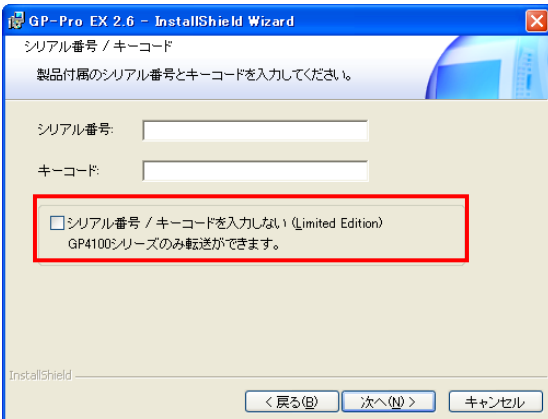 GP-Pro EX 2.6 - InstallShield Wizard
シリアル番号 / キーコード
製品付属のシリアル番号とキーコードを入力してください。
シリアル番号:
キーコード:
シリアル番号 / キーコードを入力しない (Limited Edition)
GP4100シリーズのみ転送ができます。
InstallShield
< 戻る(B)
次へ(N) >
キャンセル